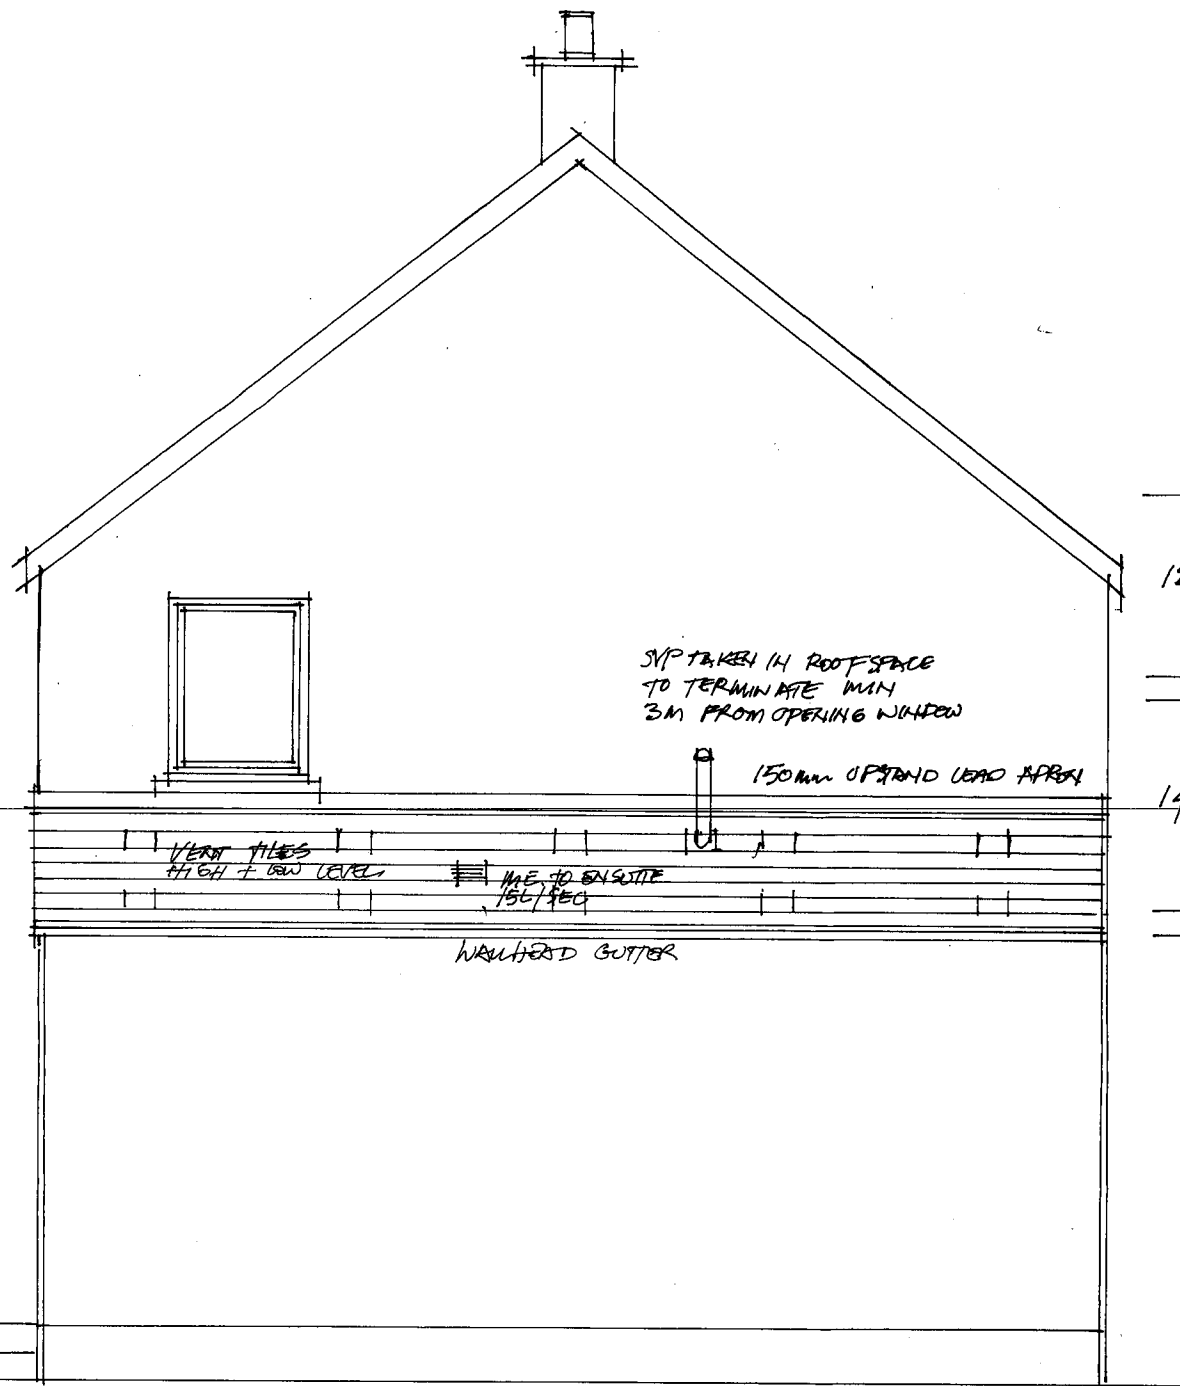 SVP TAKEN IN ROOFSPACE
TO TERMINATE MIN
3M FROM OPENING WINDOW
150mm UPSTAND LEAD APRON
VENT TILES
HIGH + LOW LEVEL
M.E. TO ENSUITE
15L/SEC
WALLHEAD GUTTER